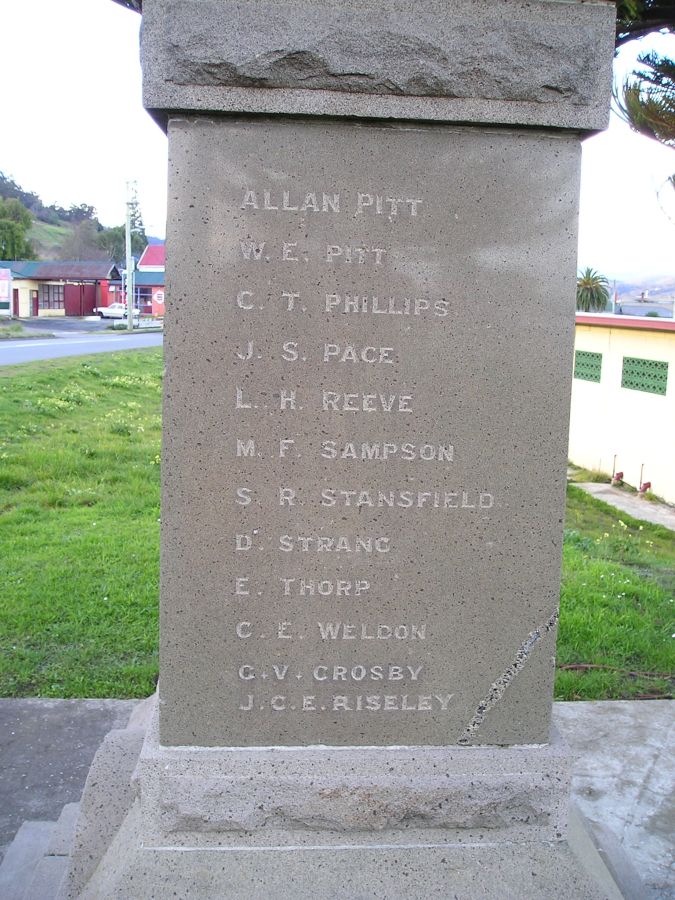 ALLAN PITT
W. E. PITT
C. T. PHILLIPS
J. S. PACE
L. H. REEVE
M. F. SAMPSON
S. R. STANSFIELD
D. STRANG
E. THORP
C. E. WELDON
G. V. CROSBY
J. C. E. RISELEY